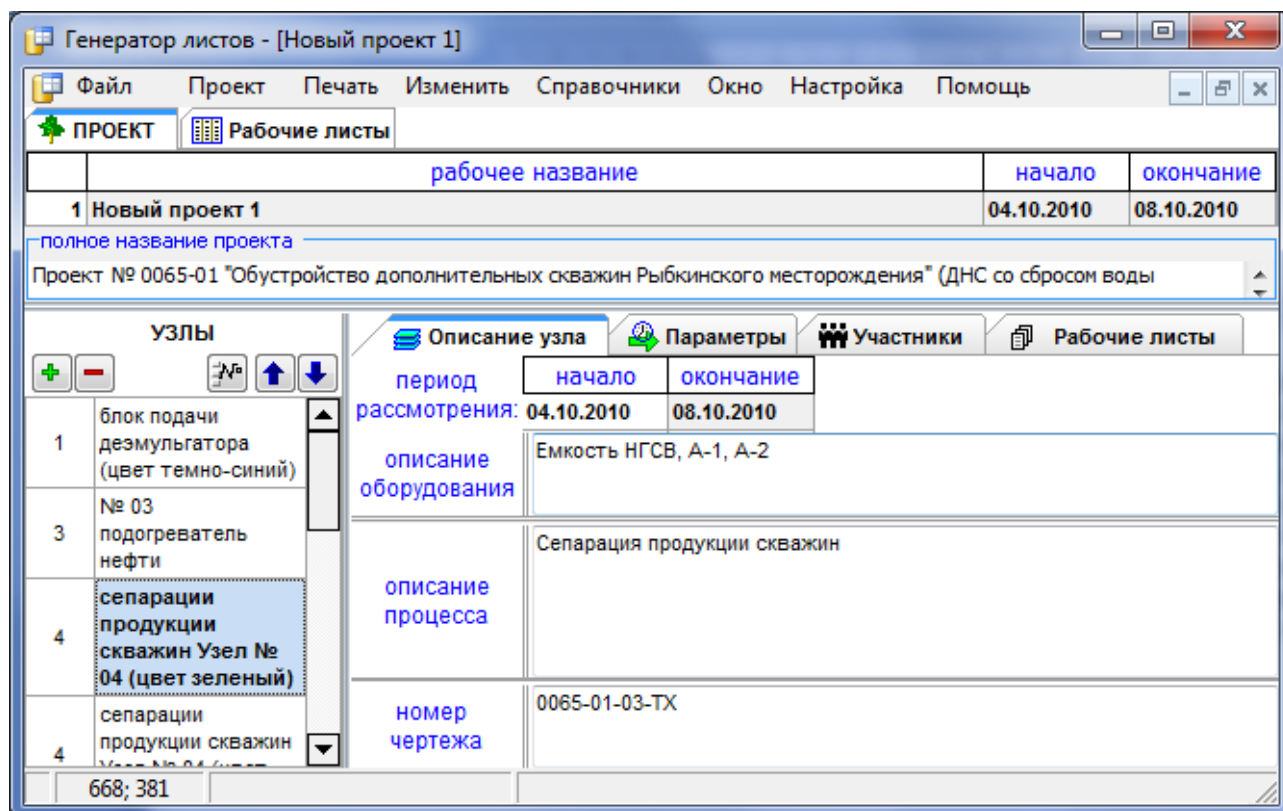 Генератор листов - [Новый проект 1]
Файл Проект Печать Изменить Справочники Окно Настройка Помощь
ПРОЕКТ Рабочие листы
рабочее название начало окончание
1 Новый проект 1 04.10.2010 08.10.2010
полное название проекта
Проект № 0065-01 "Обустройство дополнительных скважин Рыбкинского месторождения" (ДНС со сбросом воды
УЗЛЫ
№
1 блок подачи
деэмульгатора
(цвет темно-синий)
3 № 03
подогреватель
нефти
4 сепарации
продукции
скважин Узел №
04 (цвет зеленый)
4 сепарации
продукции скважин
Узел № 04 (цвет
Описание узла Параметры Участники Рабочие листы
период
рассмотрения:
начало окончание
04.10.2010 08.10.2010
описание
оборудования
Емкость НГСВ, А-1, А-2
описание
процесса
Сепарация продукции скважин
номер
чертежа
0065-01-03-ТХ
668; 381